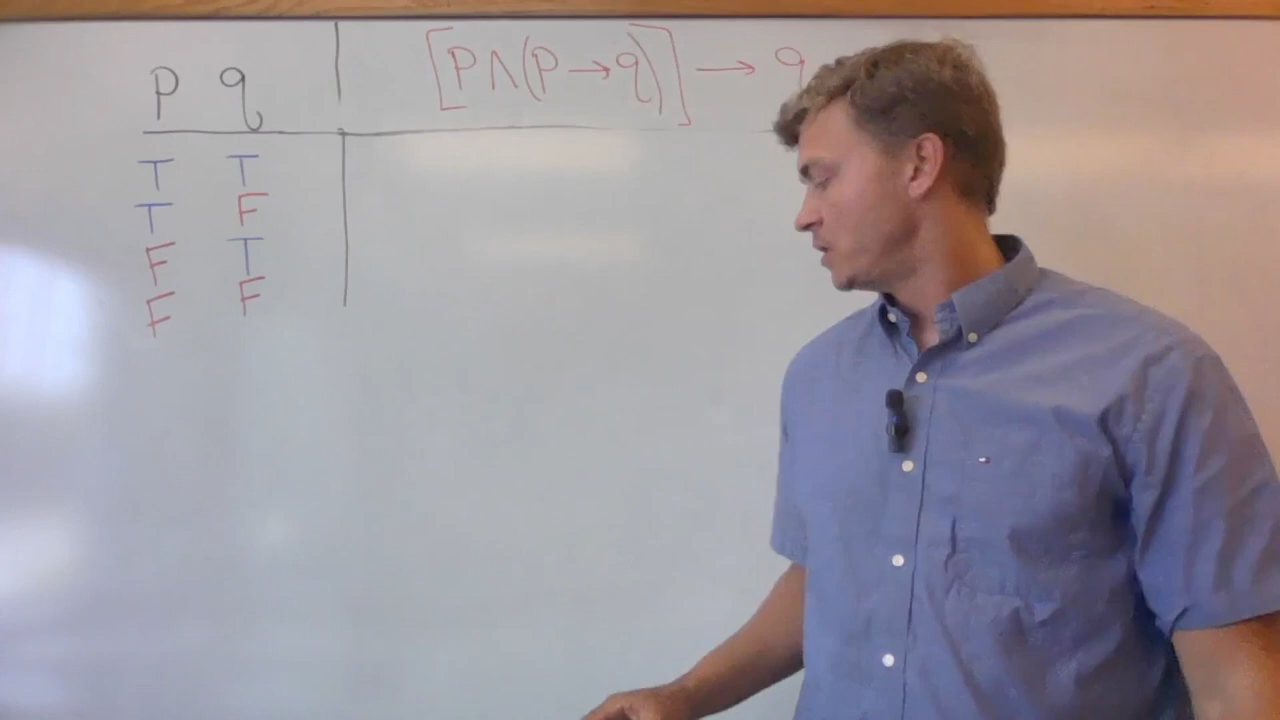 p q [p∧(p→q)]→q
T T
T F
F T
F F